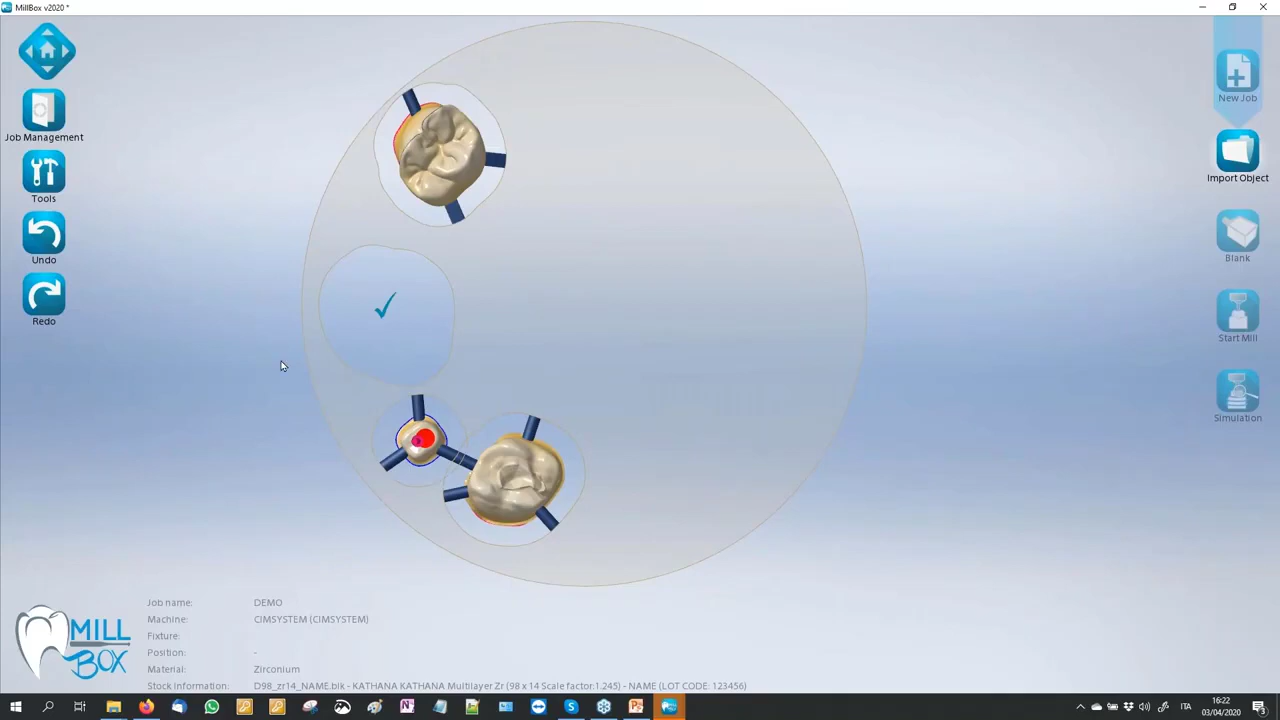 MillBox v2020 *
New Job
Job Management
Import Object
Tools
Undo
Blank
Redo
Start Mill
Simulation
MILL
BOX
Job name: DEMO
Machine: CIMSYSTEM (CIMSYSTEM)
Fixture:
Position: -
Material: Zirconium
Stock information: D98_zr14_NAME.blk - KATHANA KATHANA Multilayer Zr (98 x 14 Scale factor:1.245) - NAME (LOT CODE: 123456)
ITA
16:22
03/04/2020